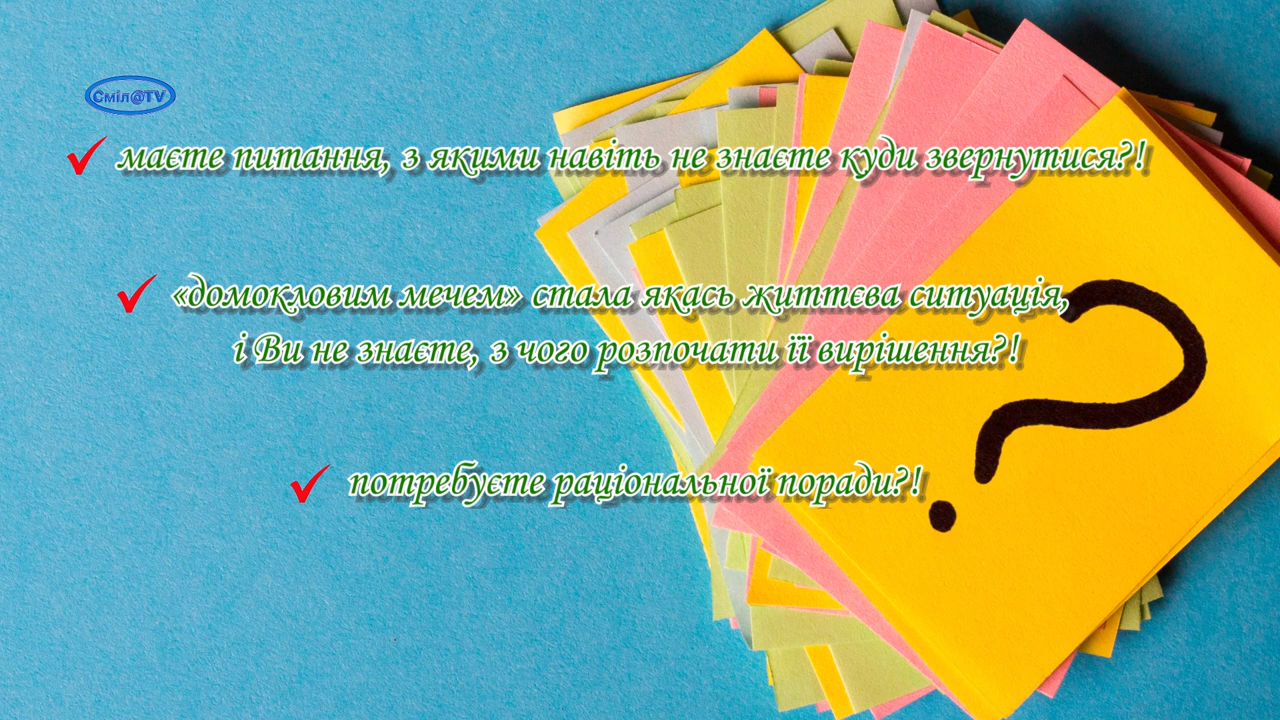 Сміл@TV
маєте питання, з якими навіть не знаєте куди звернутися?!
«домокловим мечем» стала якась життєва ситуація,
і Ви не знаєте, з чого розпочати її вирішення?!
потребуєте раціональної поради?!
?